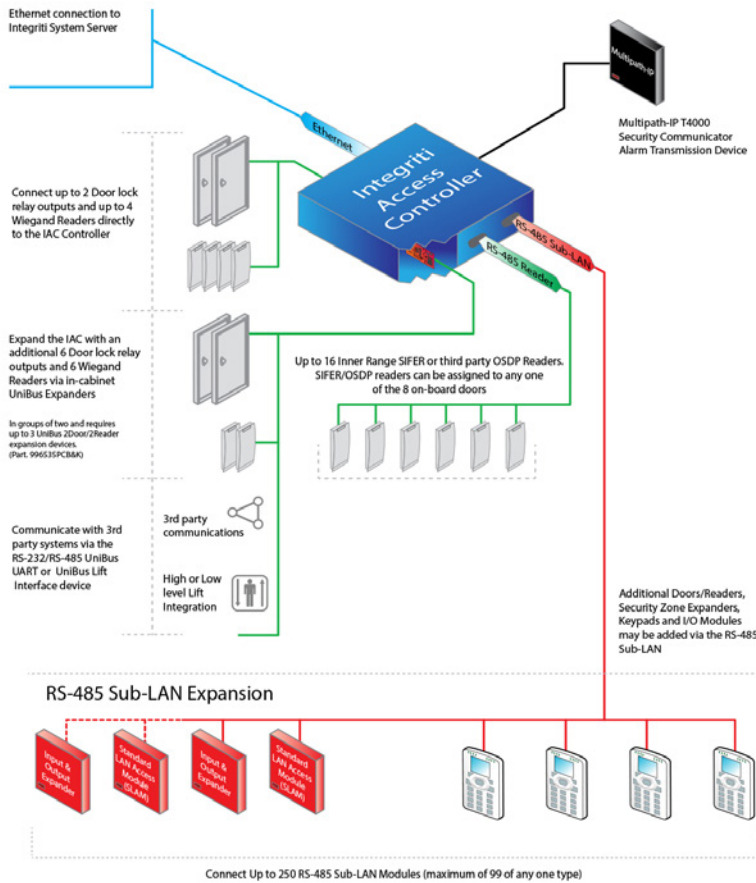 Ethernet connection to
Integriti System Server
Multipath-IP
Multipath-IP T4000
Security Communicator
Alarm Transmission Device
Ethernet
Integriti
Access
Controller
RS-485 Sub-LAN
RS-485 Reader
Connect up to 2 Door lock
relay outputs and up to 4
Wiegand Readers directly
to the IAC Controller
Expand the IAC with an
additional 6 Door lock relay
outputs and 6 Wiegand
Readers via in-cabinet
UniBus Expanders
In groups of two and requires
up to 3 UniBus 2Door/2Reader
expansion devices.
(Part. 996535PCB&K)
Up to 16 Inner Range SIFER or third party OSDP Readers.
SIFER/OSDP readers can be assigned to any one
of the 8 on-board doors
Communicate with 3rd
party systems via the
RS-232/RS-485 UniBus
UART or UniBus Lift
Interface device
3rd party
communications
High or Low
level Lift
Integration
Additional Doors/Readers,
Security Zone Expanders,
Keypads and I/O Modules
may be added via the RS-485
Sub-LAN
RS-485 Sub-LAN Expansion
Input &
Output
Expander
Standard
LAN Access
Module
(SLAM)
Input &
Output
Expander
Standard
LAN Access
Module
(SLAM)
Connect Up to 250 RS-485 Sub-LAN Modules (maximum of 99 of any one type)